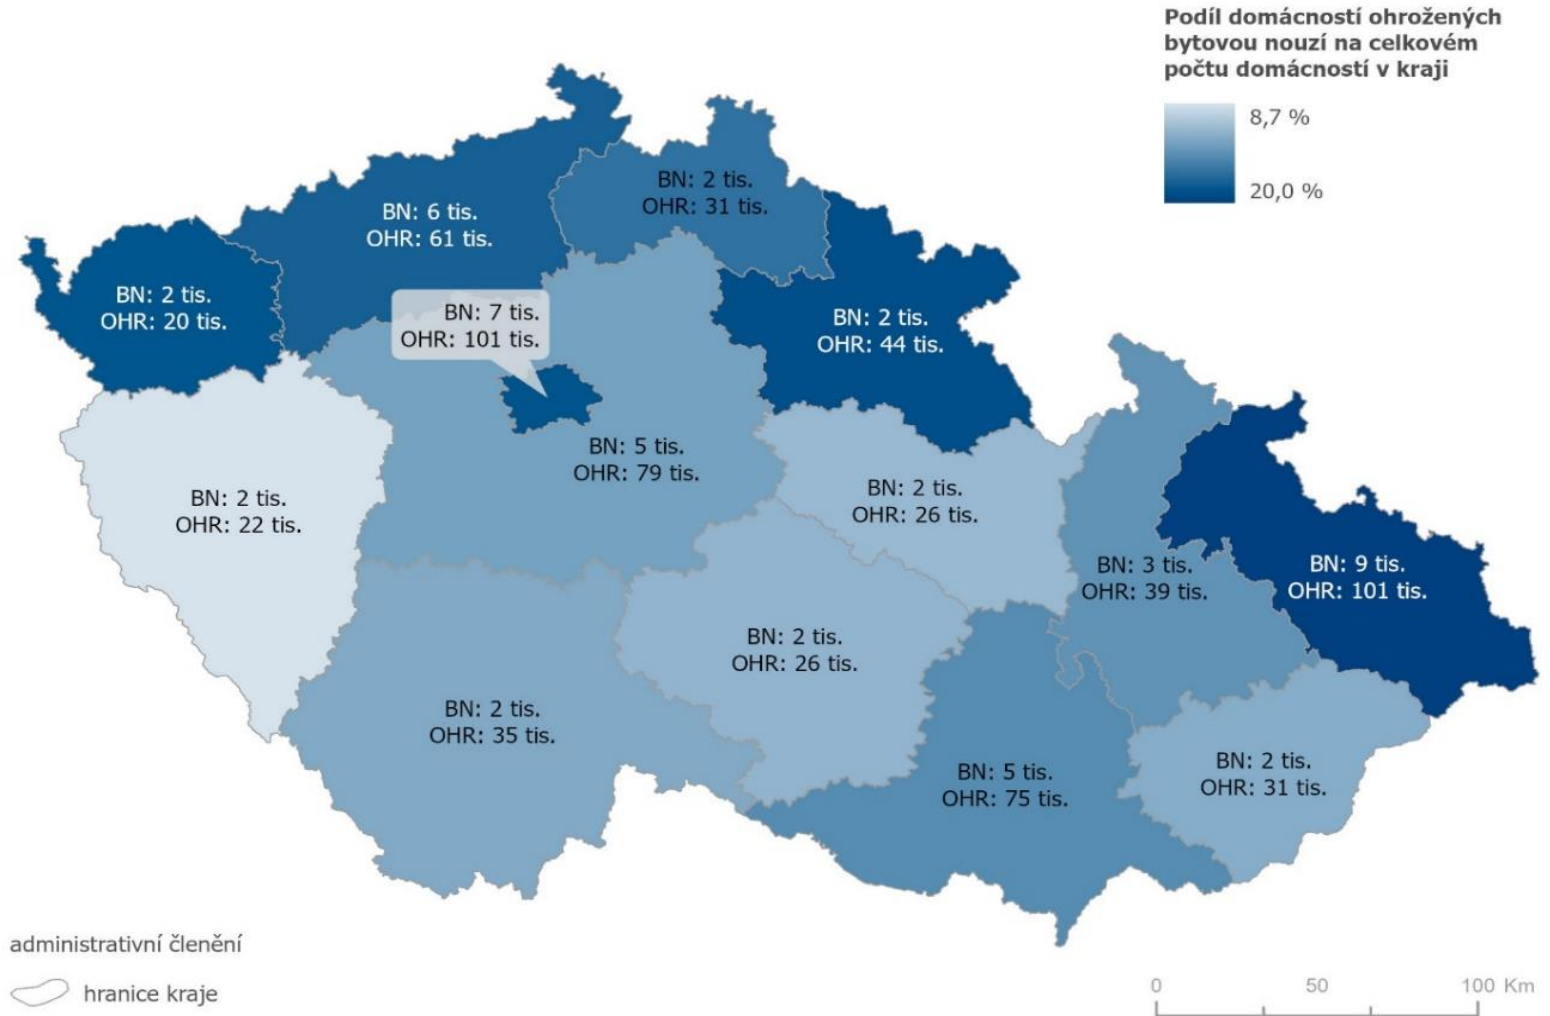 Podíl domácností ohrožených
bytovou nouzí na celkovém
počtu domácností v kraji
8,7 %
20,0 %
BN: 2 tis.
OHR: 31 tis.
BN: 6 tis.
OHR: 61 tis.
BN: 2 tis.
OHR: 20 tis.
BN: 7 tis.
OHR: 101 tis.
BN: 2 tis.
OHR: 44 tis.
BN: 5 tis.
OHR: 79 tis.
BN: 2 tis.
OHR: 22 tis.
BN: 2 tis.
OHR: 26 tis.
BN: 3 tis.
OHR: 39 tis.
BN: 9 tis.
OHR: 101 tis.
BN: 2 tis.
OHR: 26 tis.
BN: 2 tis.
OHR: 35 tis.
BN: 5 tis.
OHR: 75 tis.
BN: 2 tis.
OHR: 31 tis.
administrativní členění
hranice kraje
0 50 100 Km